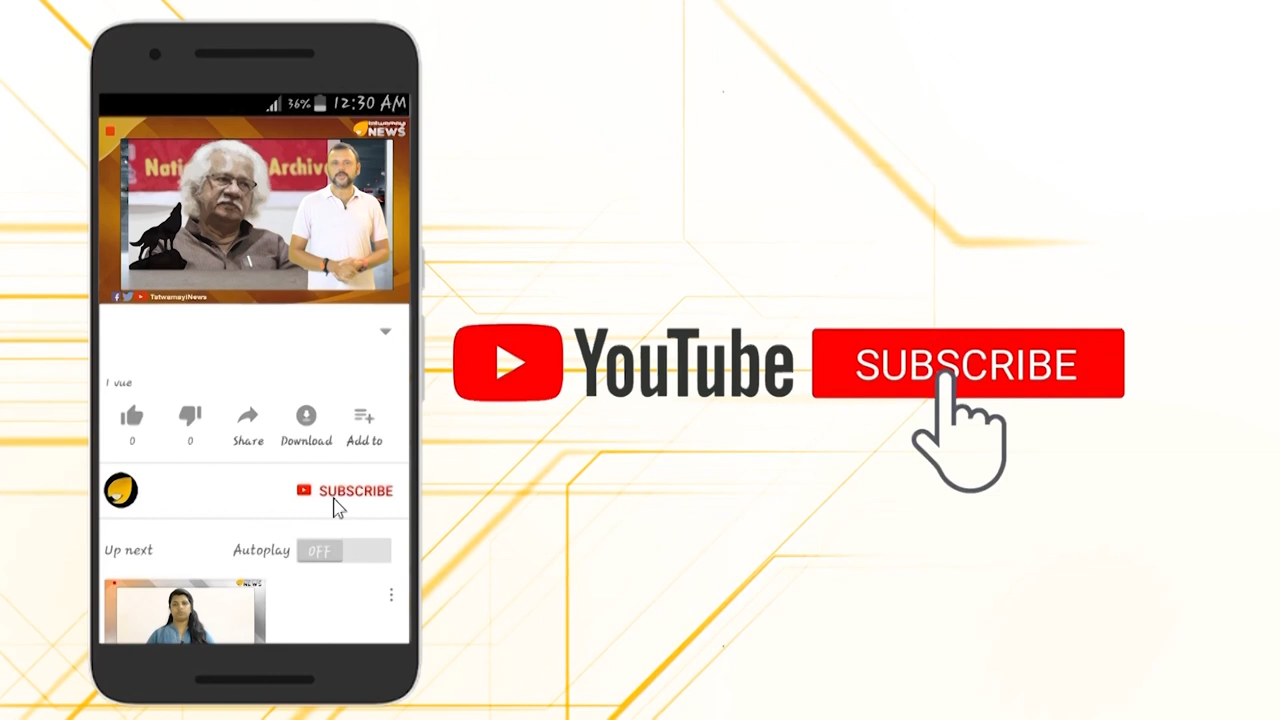 36% 12:30 AM
tatwamayi
NEWS
Nati
Archiv
TatwamayiNews
1 vue
0 0 Share Download Add to
SUBSCRIBE
Up next Autoplay OFF
NEWS
YouTube SUBSCRIBE